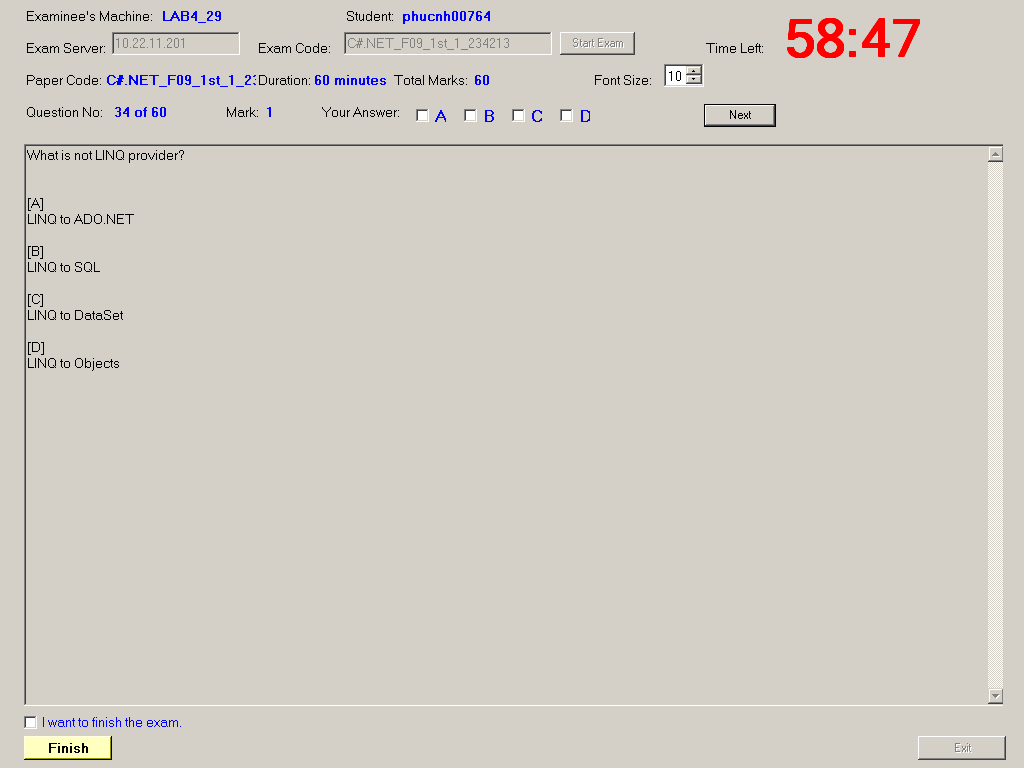 Examinee's Machine: LAB4_29 Student: phucnh00764
Exam Server: 10.22.11.201 Exam Code: C#.NET_F09_1st_1_234213 Start Exam Time Left: 58:47
Paper Code: C#.NET_F09_1st_1_2 Duration: 60 minutes Total Marks: 60 Font Size: 10
Question No: 34 of 60 Mark: 1 Your Answer: A B C D Next
What is not LINQ provider?
[A]
LINQ to ADO.NET
[B]
LINQ to SQL
[C]
LINQ to DataSet
[D]
LINQ to Objects
I want to finish the exam.
Finish Exit